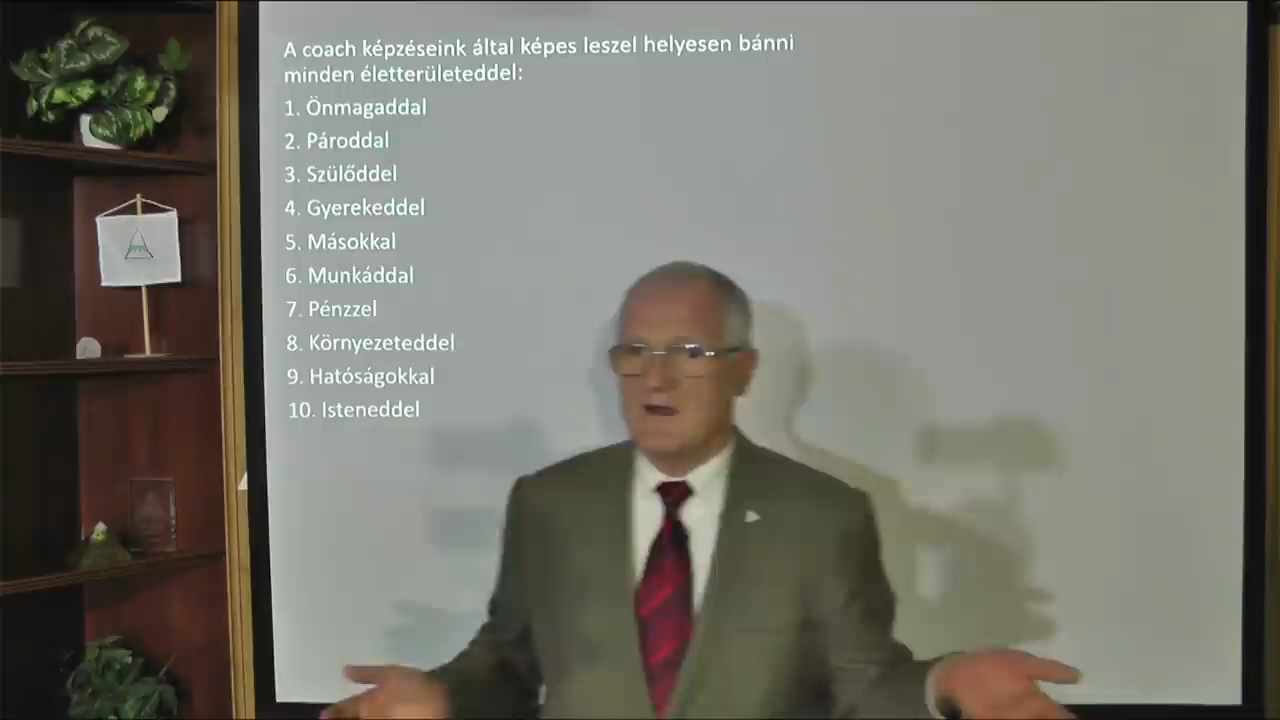 A coach képzéseink által képes leszel helyesen bánni
minden életterületeddel:
1. Önmagaddal
2. Pároddal
3. Szülőddel
4. Gyerekeddel
5. Másokkal
6. Munkáddal
7. Pénzzel
8. Környezeteddel
9. Hatóságokkal
10. Isteneddel